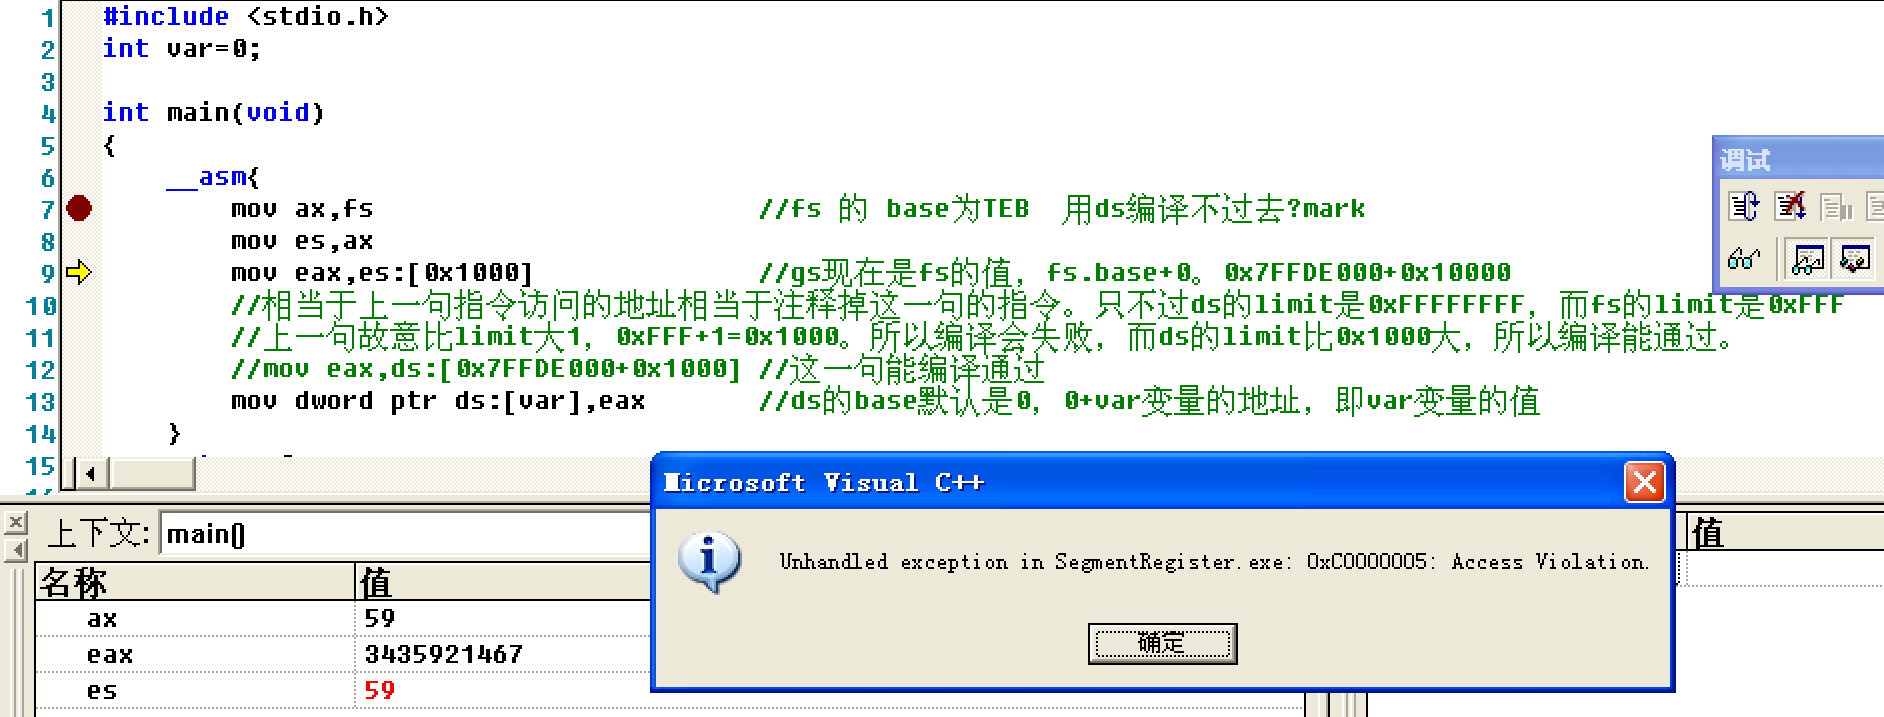 1 #include <stdio.h>
2 int var=0;
3
4 int main(void)
5 {
6 __asm{
7 mov ax,fs //fs 的 base为TEB 用ds编译不过去?mark
8 mov es,ax
9 mov eax,es:[0x1000] //gs现在是fs的值，fs.base+0。0x7FFDE000+0x10000
10 //相当于上一句指令访问的地址相当于注释掉这一句的指令。只不过ds的limit是0xFFFFFFFF，而fs的limit是0xFFF
11 //上一句故意比limit大1，0xFFF+1=0x1000。所以编译会失败，而ds的limit比0x1000大，所以编译能通过。
12 //mov eax,ds:[0x7FFDE000+0x1000] //这一句能编译通过
13 mov dword ptr ds:[var],eax //ds的base默认是0，0+var变量的地址，即var变量的值
14 }
15
调试
Microsoft Visual C++
Unhandled exception in SegmentRegister.exe: 0xC0000005: Access Violation.
确定
上下文: main()
名称 值
值
ax 59
eax 3435921467
es 59